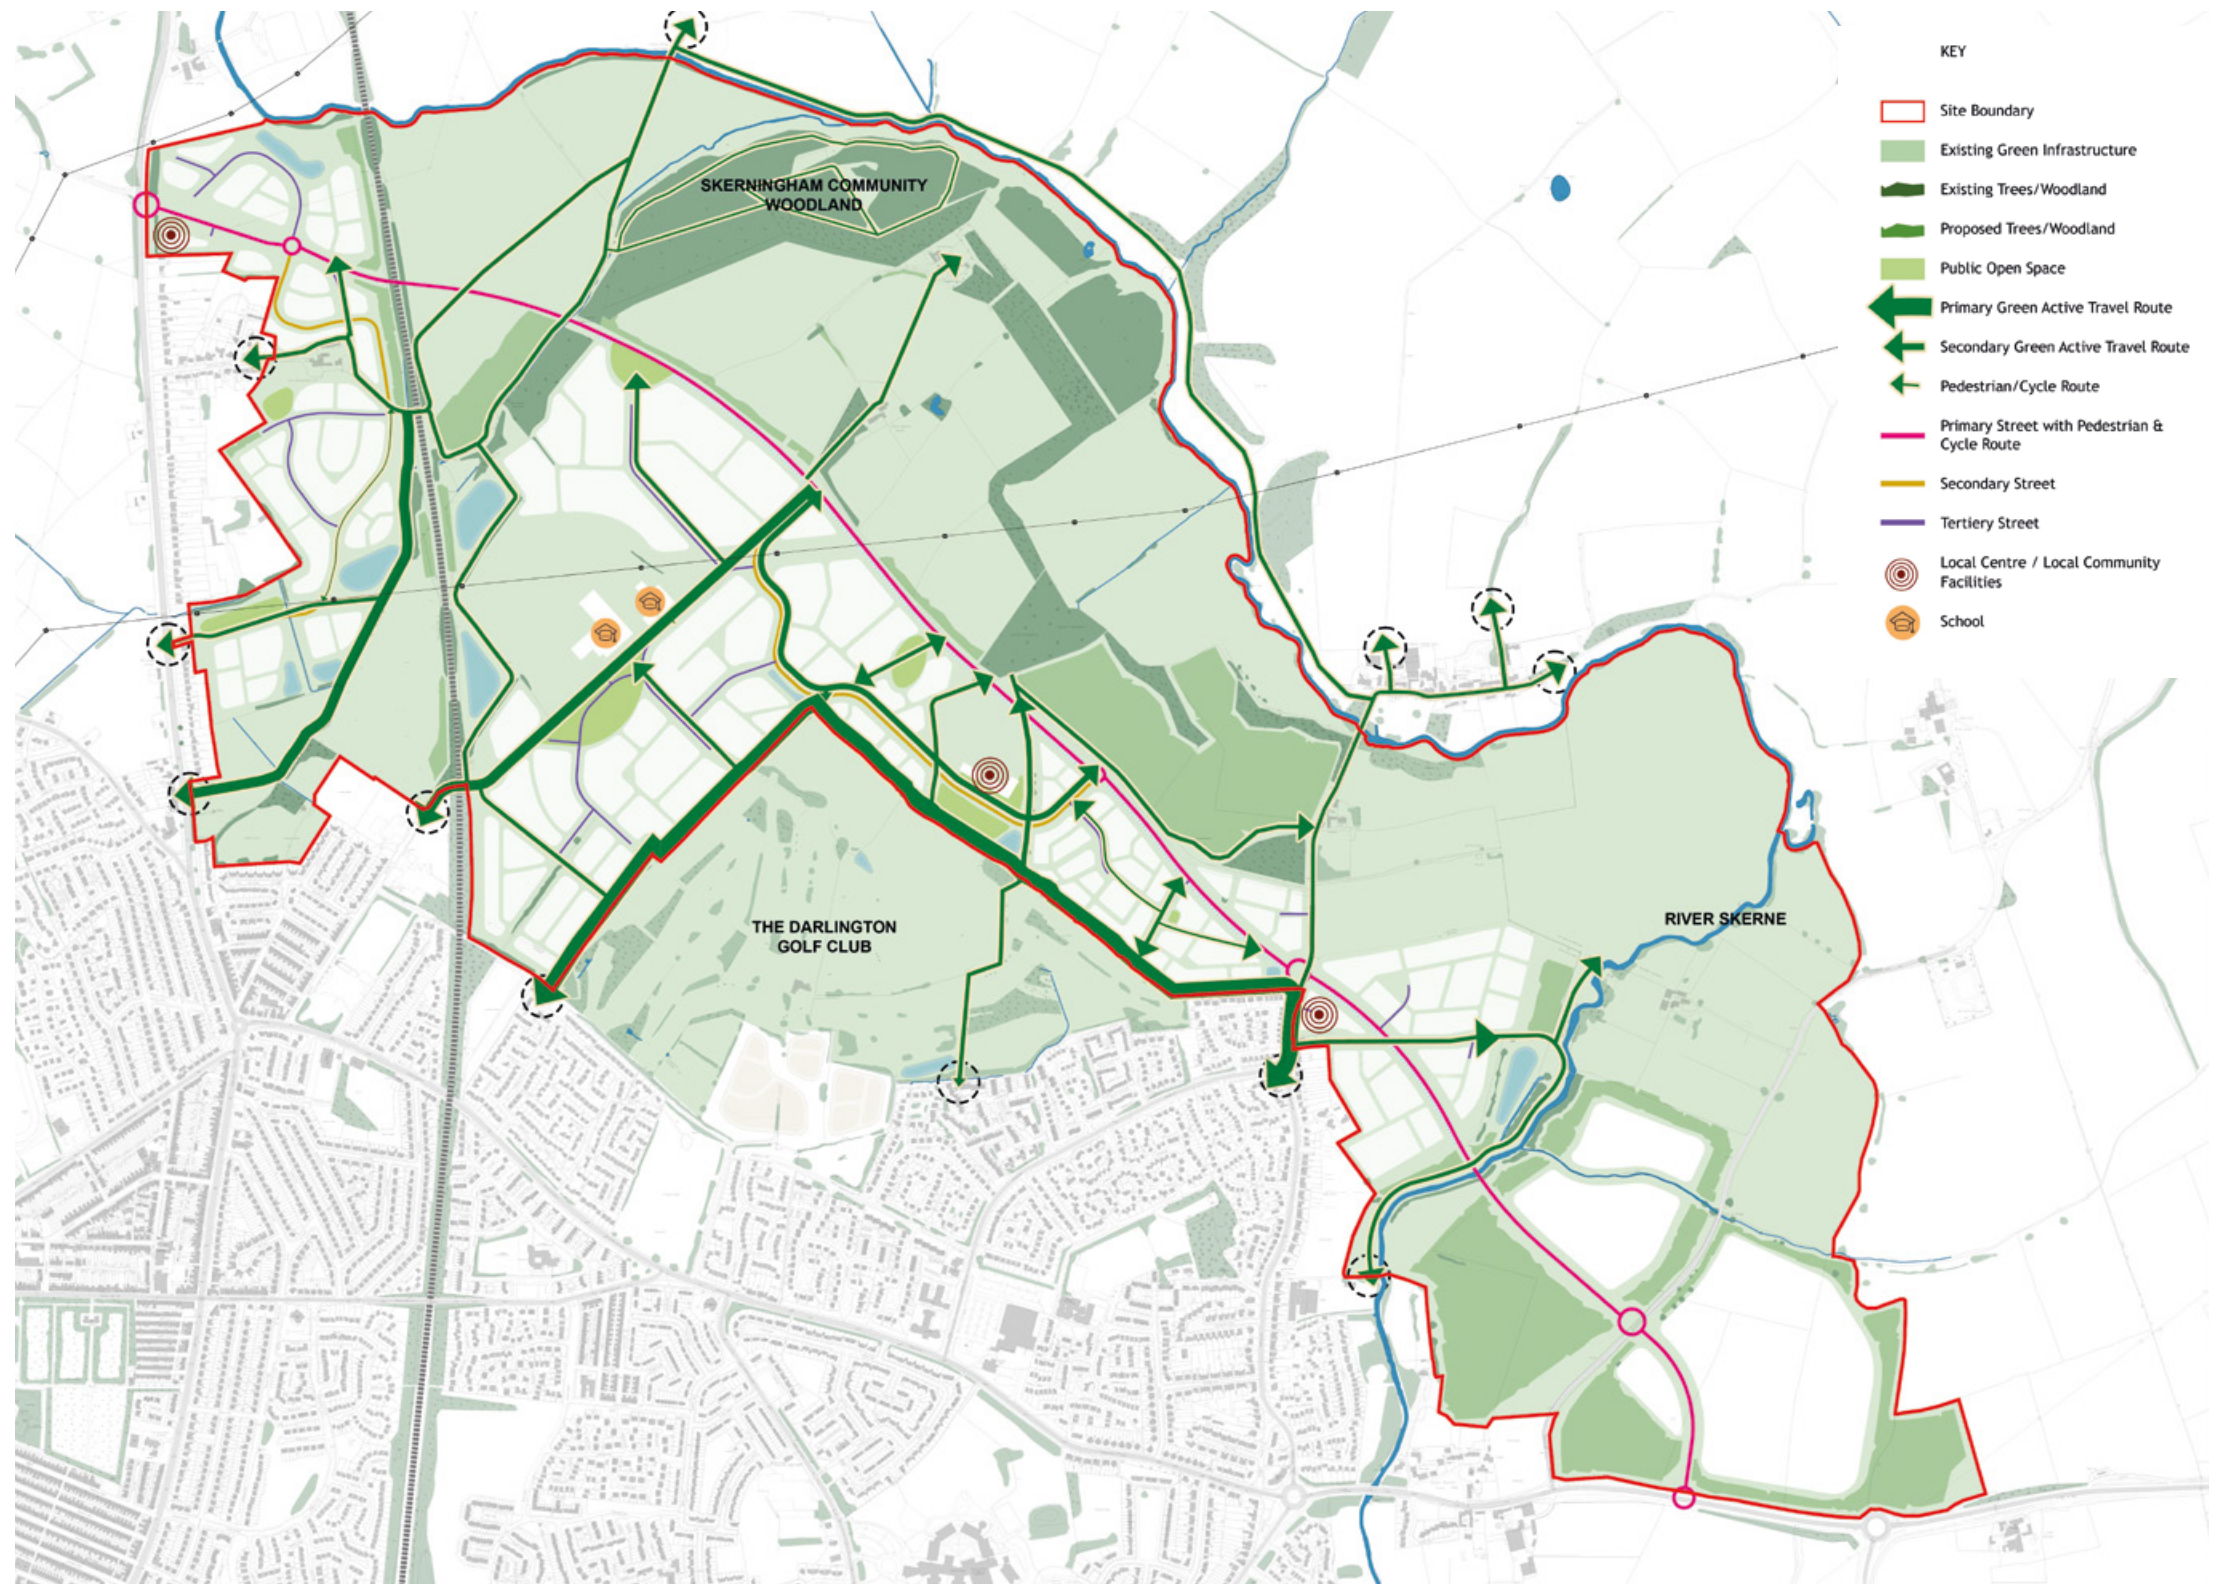 KEY
Site Boundary
Existing Green Infrastructure
Existing Trees/Woodland
Proposed Trees/Woodland
Public Open Space
Primary Green Active Travel Route
Secondary Green Active Travel Route
Pedestrian/Cycle Route
Primary Street with Pedestrian &
Cycle Route
Secondary Street
Tertiery Street
Local Centre / Local Community
Facilities
School
SKERNINGHAM COMMUNITY
WOODLAND
THE DARLINGTON
GOLF CLUB
RIVER SKERNE